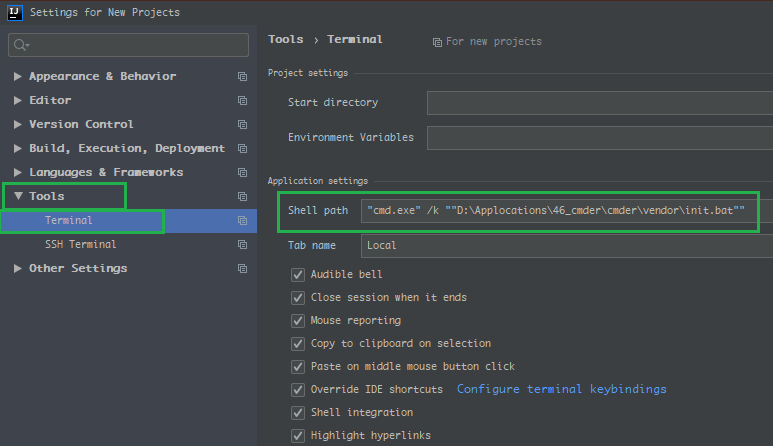 IJ Settings for New Projects
Tools › Terminal For new projects
Appearance & Behavior
Editor
Version Control
Build, Execution, Deployment
Languages & Frameworks
Tools
Terminal
SSH Terminal
Other Settings
Project settings
Start directory
Environment Variables
Application settings
Shell path "cmd.exe" /k ""D:\Applocations\46_cmder\cmder\vendor\init.bat""
Tab name Local
Audible bell
Close session when it ends
Mouse reporting
Copy to clipboard on selection
Paste on middle mouse button click
Override IDE shortcuts Configure terminal keybindings
Shell integration
Highlight hyperlinks